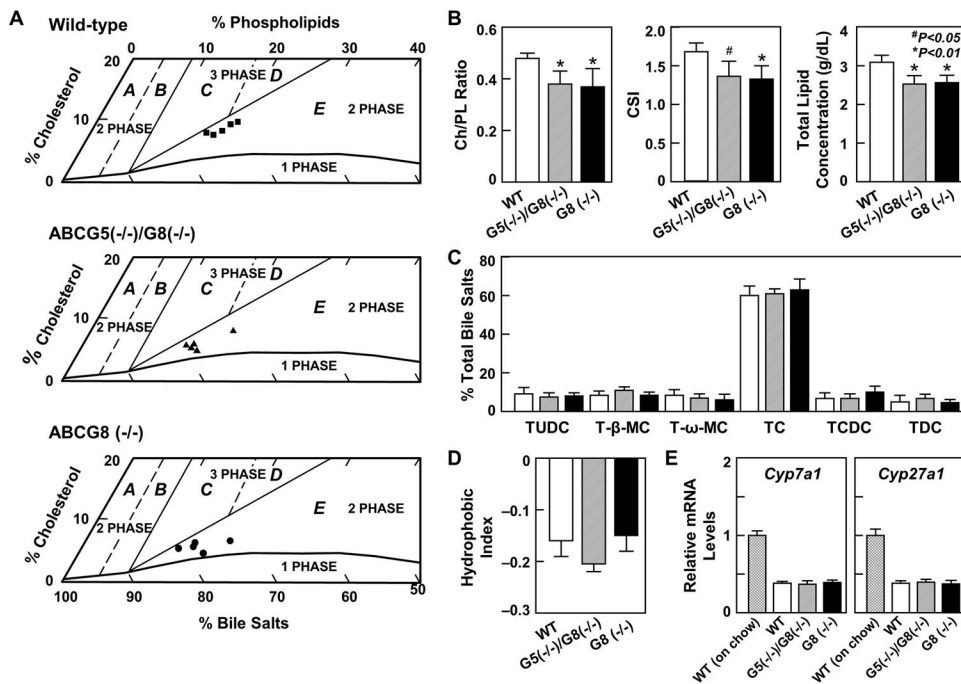 A
% Phospholipids
Wild-type
0 10 20 30 40
20
10
0
% Cholesterol
A B C 3 PHASE D
2 PHASE
E 2 PHASE
1 PHASE
ABCG5(-/-)/G8(-/-)
20
10
0
% Cholesterol
A B C 3 PHASE D
2 PHASE
E 2 PHASE
1 PHASE
ABCG8 (-/-)
20
10
0
% Cholesterol
A B C 3 PHASE D
2 PHASE
E 2 PHASE
1 PHASE
100 90 80 70 60 50
% Bile Salts
B
Ch/PL Ratio
0.6
0.4
0.2
0
* *
WT
G5(-/-)/G8(-/-)
G8 (-/-)
CSI
2.0
1.5
1.0
0.5
0
# *
WT
G5(-/-)/G8(-/-)
G8 (-/-)
Total Lipid
Concentration (g/dL)
4
3
2
1
0
#P<0.05
*P<0.01
* *
WT
G5(-/-)/G8(-/-)
G8 (-/-)
C
% Total Bile Salts
80
60
40
20
0
TUDC T-β-MC T-ω-MC TC TCDC TDC
D
Hydrophobic
Index
0
–0.1
–0.2
–0.3
WT
G5(-/-)/G8(-/-)
G8 (-/-)
E
Relative mRNA
Levels
2
1
0
Cyp7a1
WT (on chow)
WT
G5(-/-)/G8(-/-)
G8 (-/-)
Cyp27a1
WT (on chow)
WT
G5(-/-)/G8(-/-)
G8 (-/-)